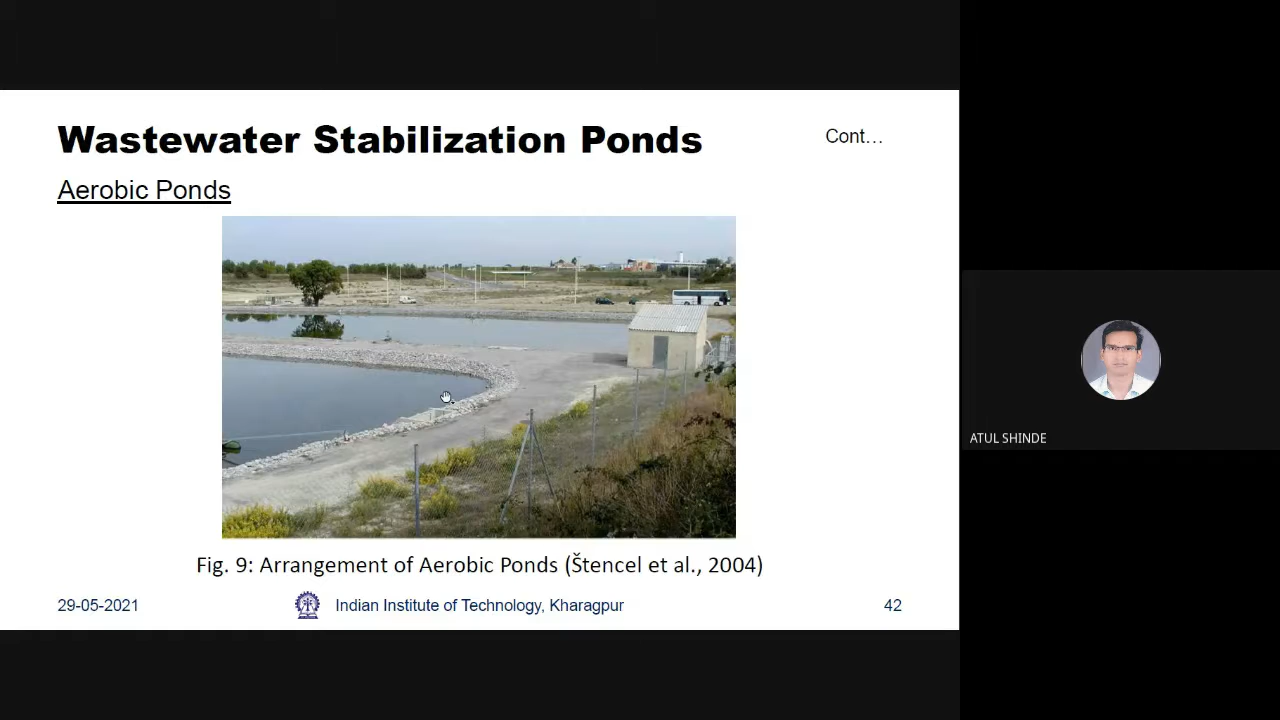 Wastewater Stabilization Ponds
Cont...
Aerobic Ponds
Fig. 9: Arrangement of Aerobic Ponds (Štencel et al., 2004)
29-05-2021
Indian Institute of Technology, Kharagpur
42
ATUL SHINDE